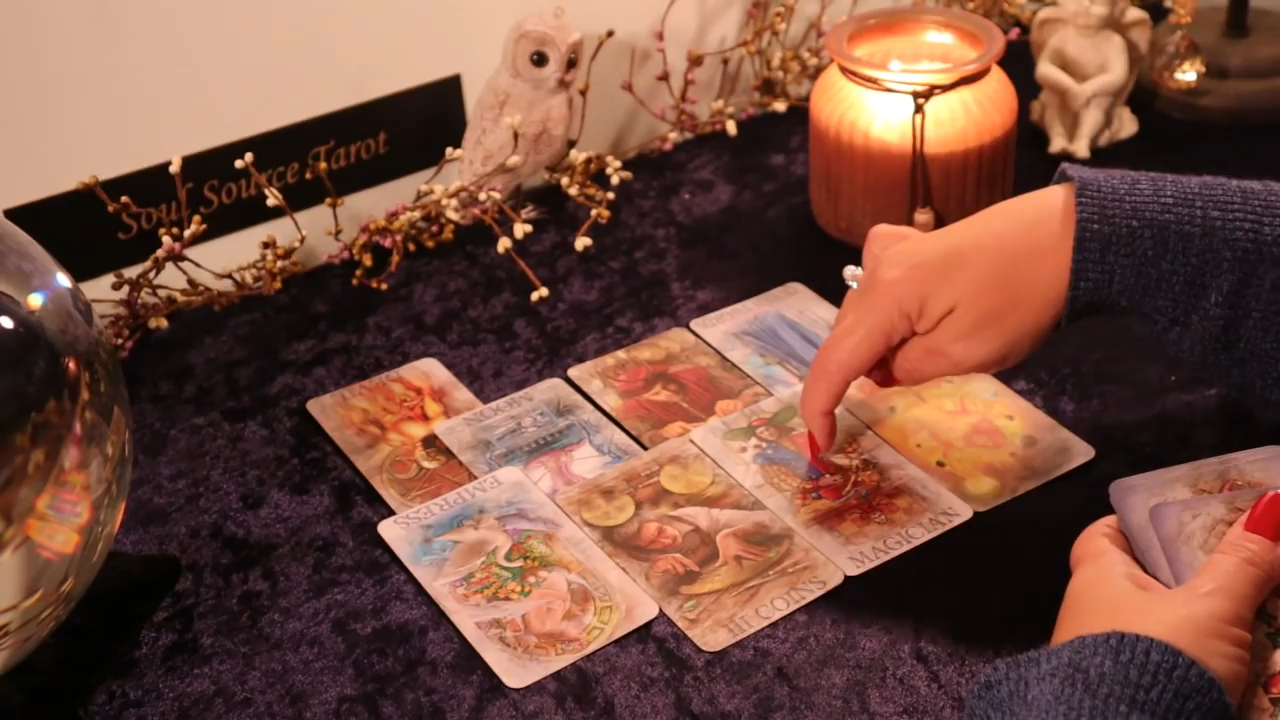 Soul Source Tarot
MOON
EMPRESS
III COINS
MAGICIAN